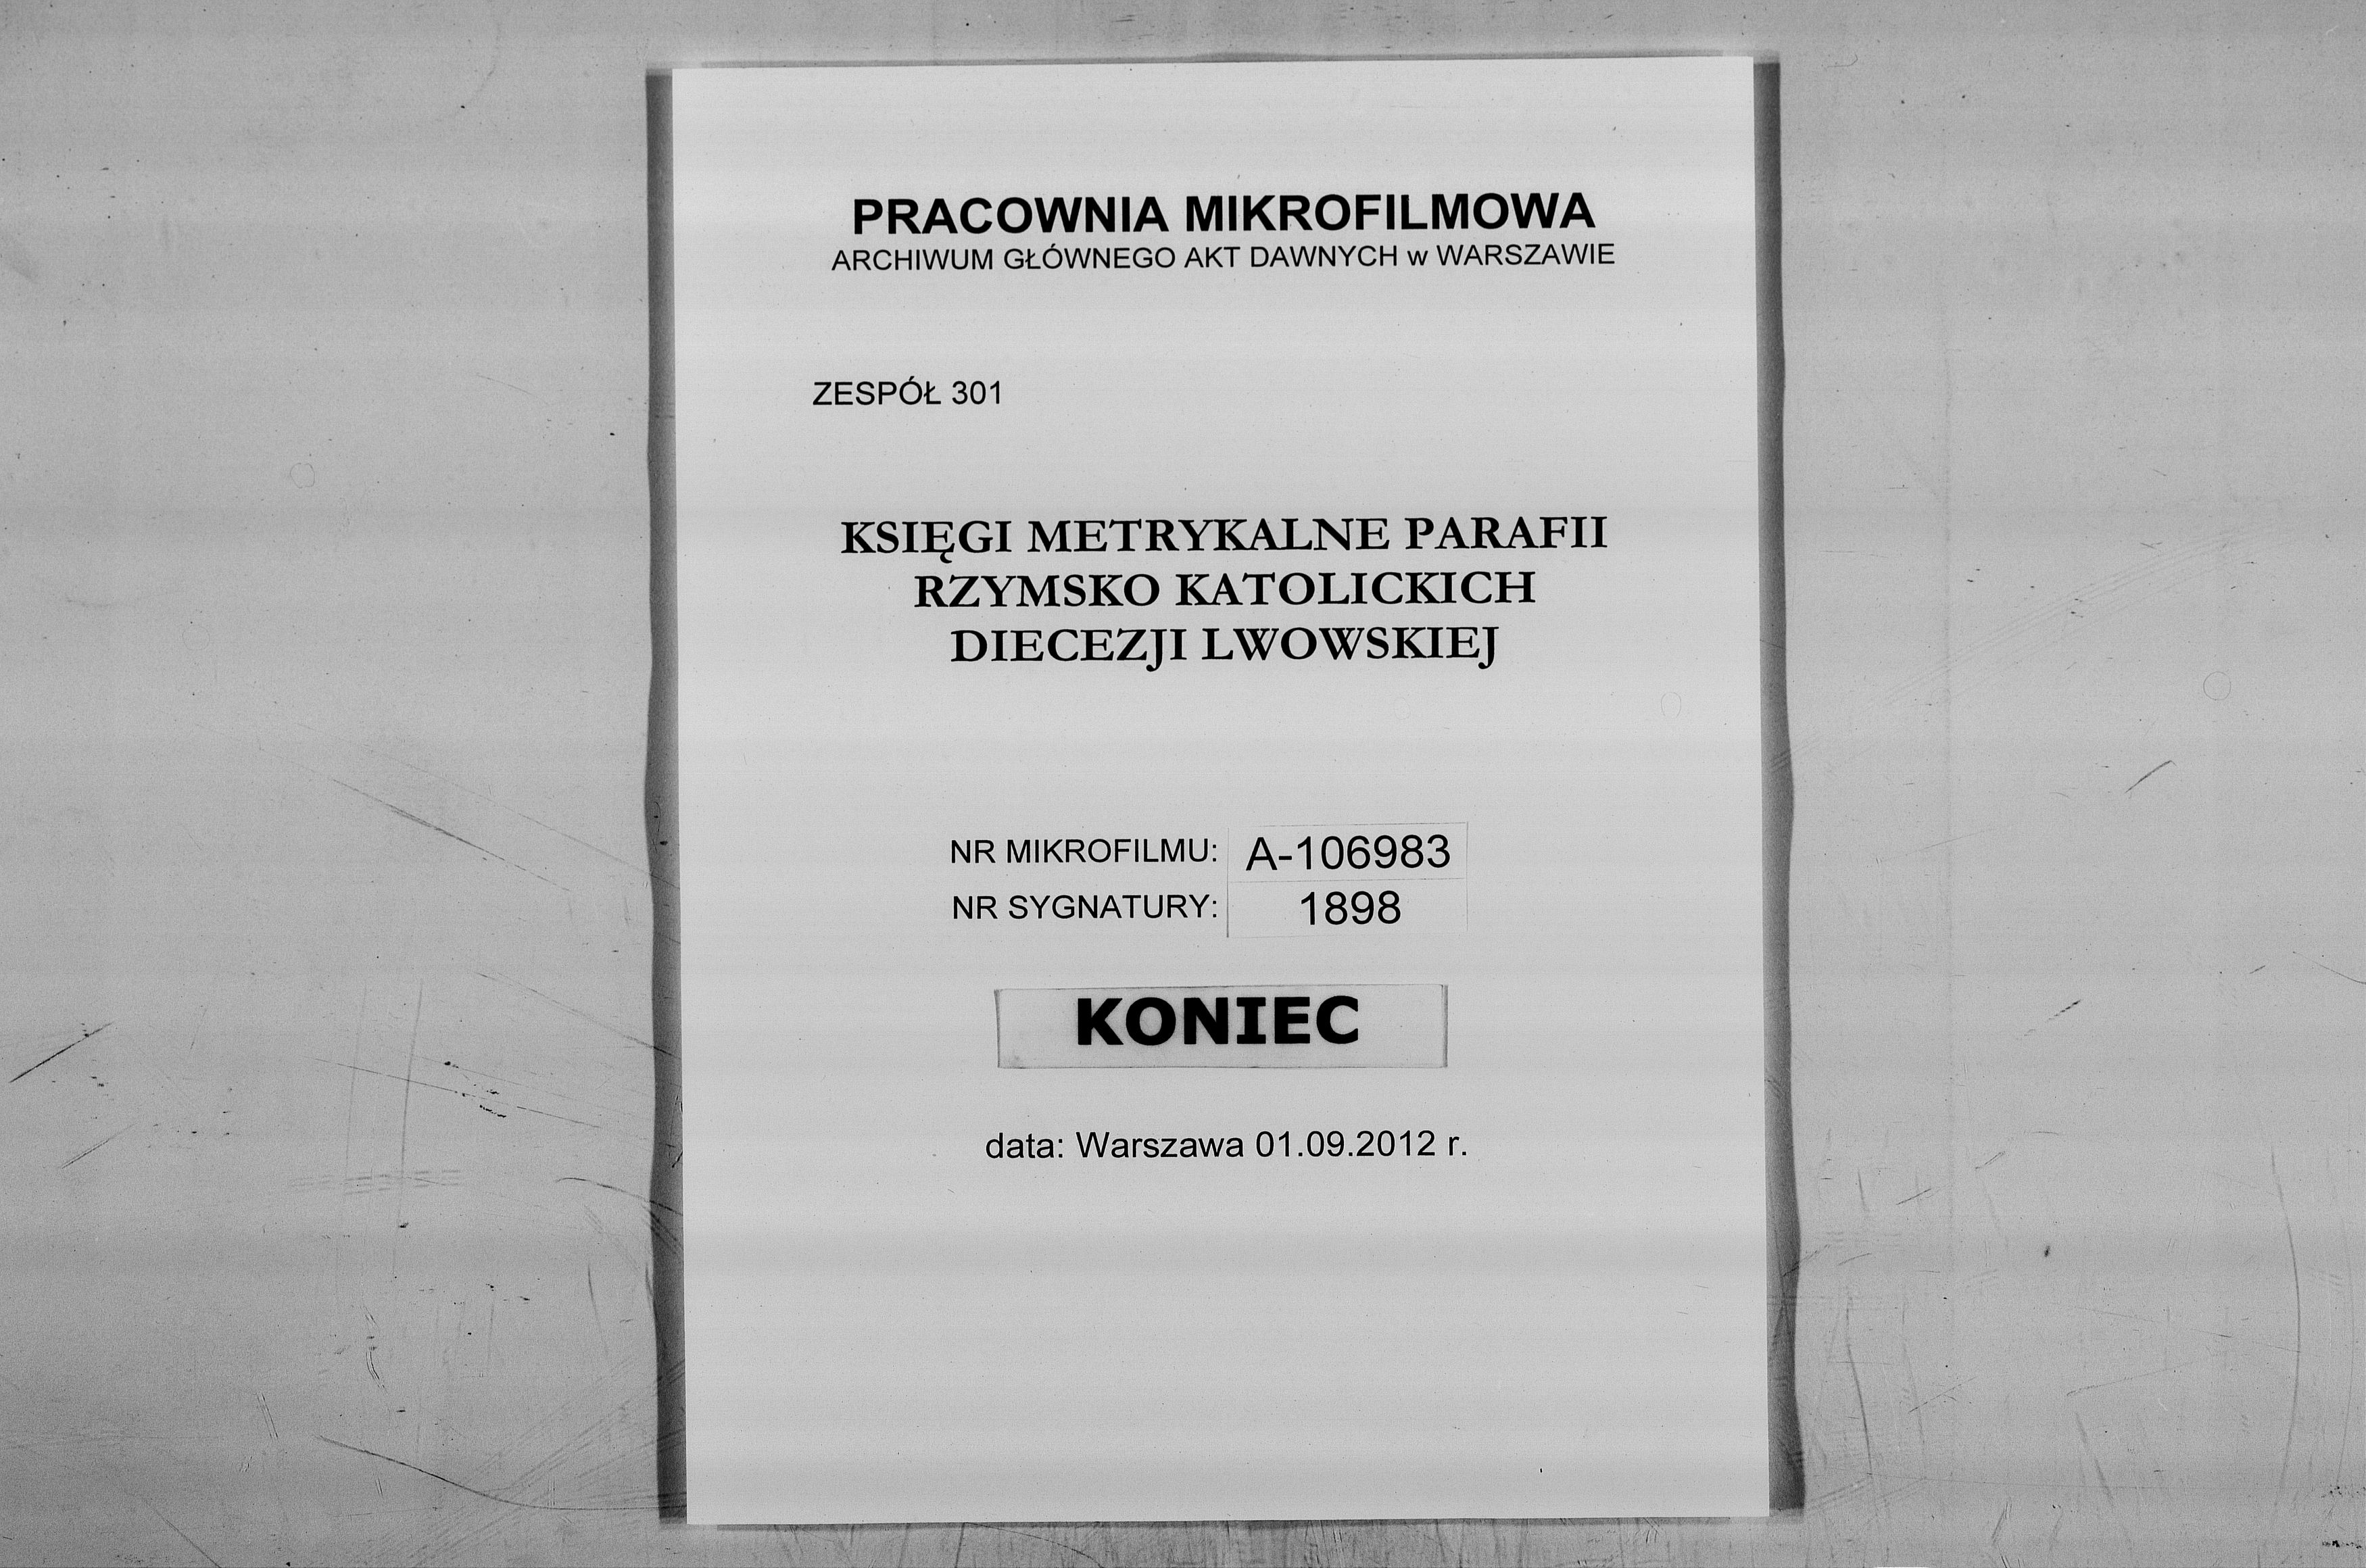 PRACOWNIA MIKROFILMOWA
ARCHIWUM GŁÓWNEGO AKT DAWNYCH w WARSZAWIE
ZESPÓŁ 301
KSIĘGI METRYKALNE PARAFII
RZYMSKO KATOLICKICH
DIECEZJI LWOWSKIEJ
NR MIKROFILMU: A-106983
NR SYGNATURY: 1898
KONIEC
data: Warszawa 01.09.2012 r.